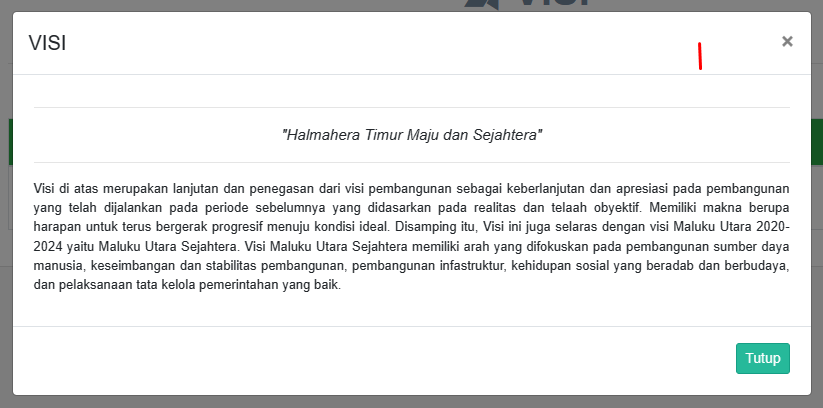 VISI
VISI
×
"Halmahera Timur Maju dan Sejahtera"
Visi di atas merupakan lanjutan dan penegasan dari visi pembangunan sebagai keberlanjutan dan apresiasi pada pembangunan
yang telah dijalankan pada periode sebelumnya yang didasarkan pada realitas dan telaah obyektif. Memiliki makna berupa
harapan untuk terus bergerak progresif menuju kondisi ideal. Disamping itu, Visi ini juga selaras dengan visi Maluku Utara 2020-
2024 yaitu Maluku Utara Sejahtera. Visi Maluku Utara Sejahtera memiliki arah yang difokuskan pada pembangunan sumber daya
manusia, keseimbangan dan stabilitas pembangunan, pembangunan infastruktur, kehidupan sosial yang beradab dan berbudaya,
dan pelaksanaan tata kelola pemerintahan yang baik.
Tutup